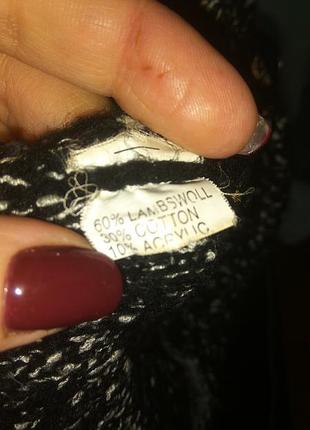 60% LAMBSWOLL
30% COTTON
10% ACRYLIC